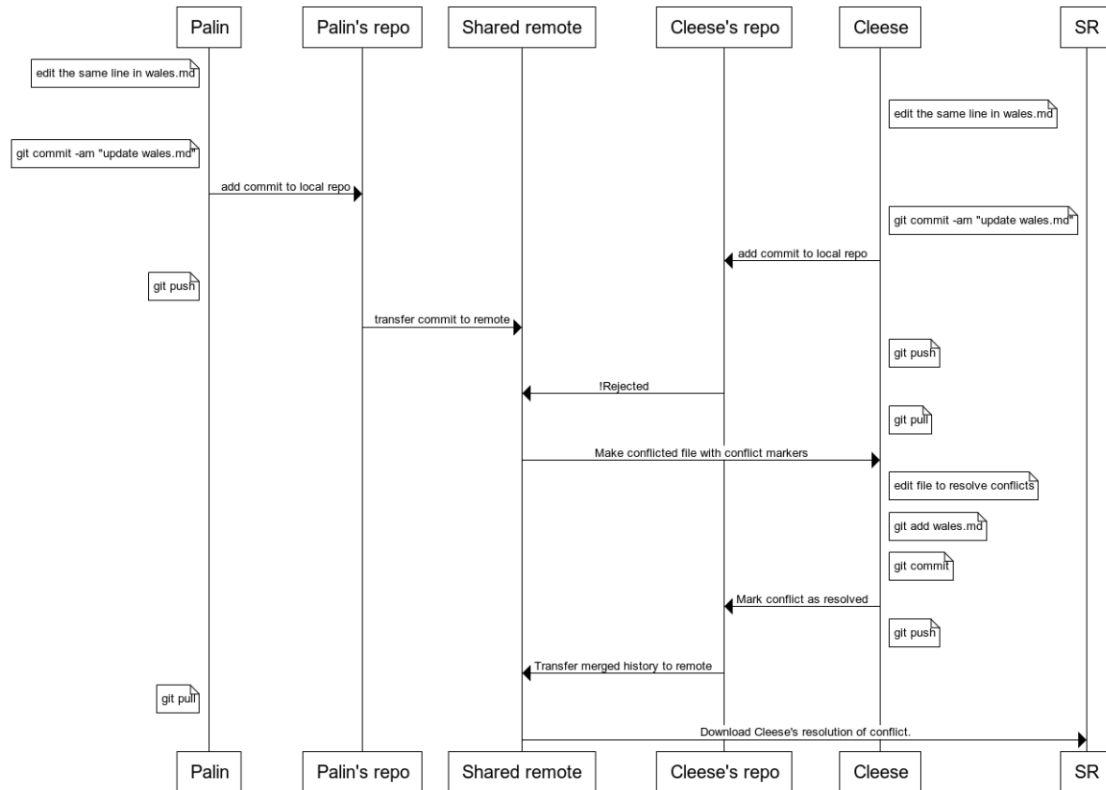 Palin
Palin's repo
Shared remote
Cleese's repo
Cleese
SR
edit the same line in wales.md
edit the same line in wales.md
git commit -am "update wales.md"
add commit to local repo
git commit -am "update wales.md"
add commit to local repo
git push
transfer commit to remote
git push
!Rejected
git pull
Make conflicted file with conflict markers
edit file to resolve conflicts
git add wales.md
git commit
Mark conflict as resolved
git push
Transfer merged history to remote
git pull
Download Cleese's resolution of conflict.
Palin
Palin's repo
Shared remote
Cleese's repo
Cleese
SR